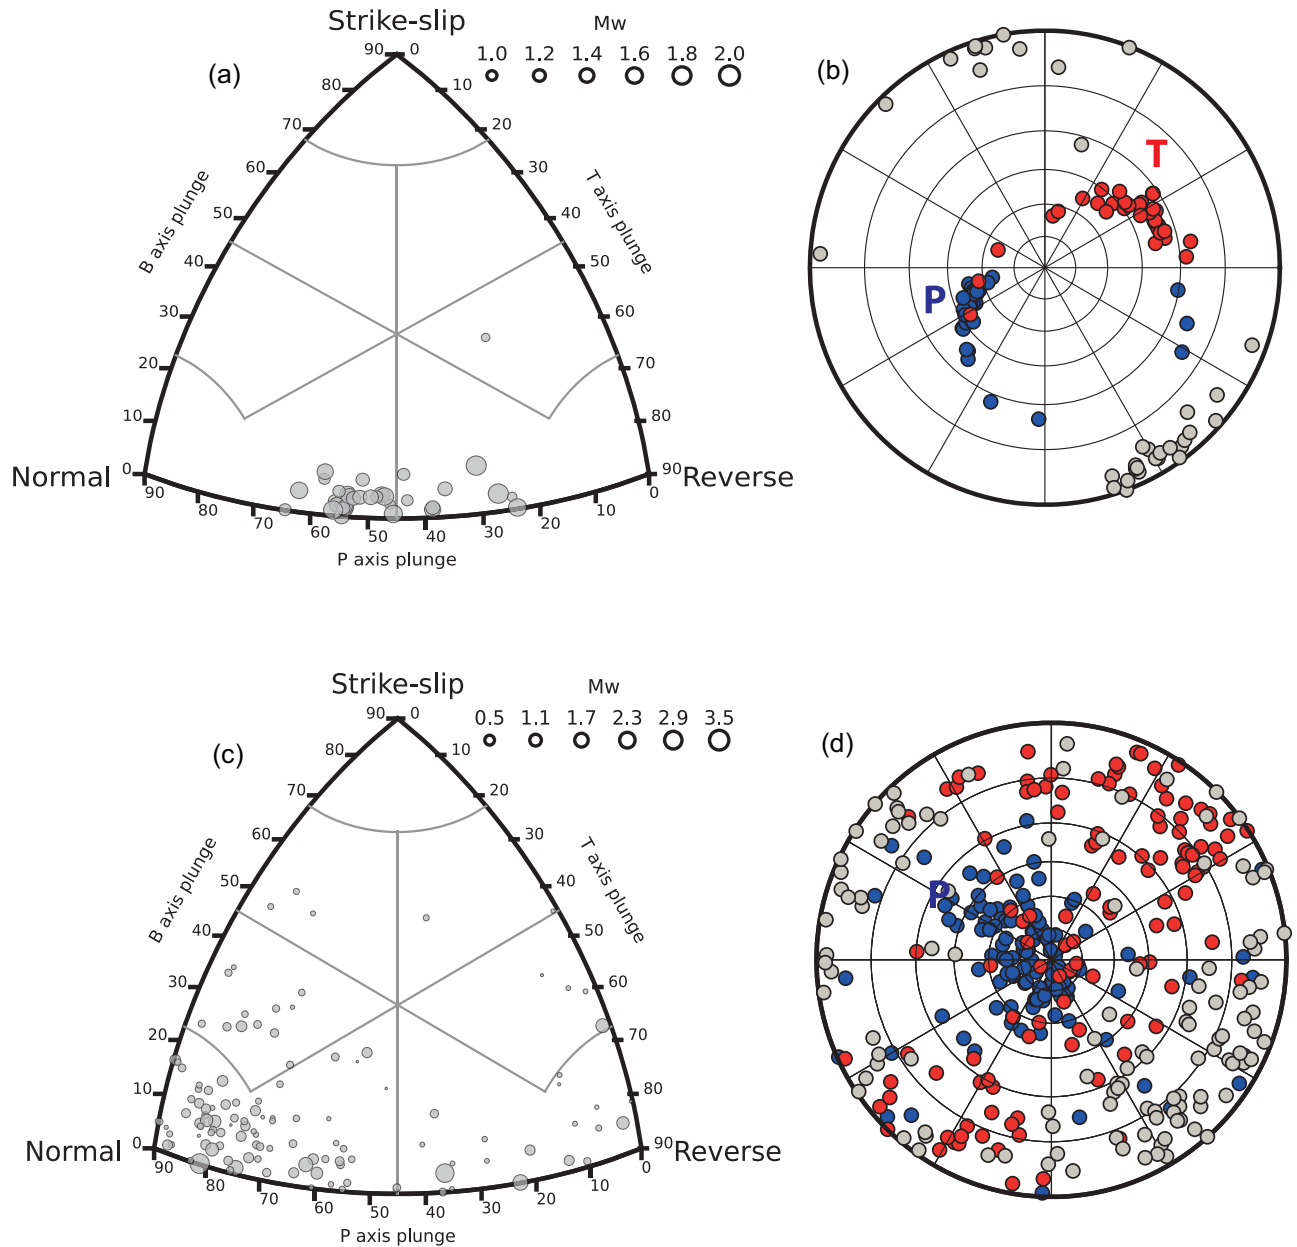 Strike-slip
Mw
1.0 1.2 1.4 1.6 1.8 2.0
(a)
90 0
80 10
70 20
60 30
50 40
40 50
30 60
20 70
10 80
0 90
B axis plunge
T axis plunge
Normal
Reverse
90 80 70 60 50 40 30 20 10 0
P axis plunge
(b)
T
P
Strike-slip
Mw
0.5 1.1 1.7 2.3 2.9 3.5
(c)
90 0
80 10
70 20
60 30
50 40
40 50
30 60
20 70
10 80
0 90
B axis plunge
T axis plunge
Normal
Reverse
90 80 70 60 50 40 30 20 10 0
P axis plunge
(d)
P